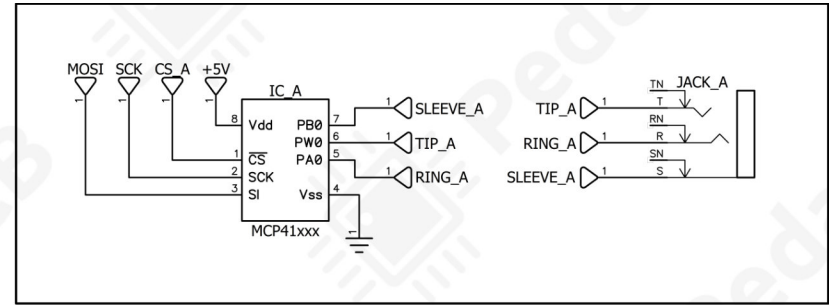 MOSI SCK CS_A +5V
1 1 1 1
IC_A
8 Vdd PB0 7 1 SLEEVE_A
PW0 6 1 TIP_A
1 CS PA0 5 1 RING_A
2 SCK
3 SI Vss 4
1
MCP41xxx
TN JACK_A
TIP_A 1 T
RN
RING_A 1 R
SN
SLEEVE_A 1 S
Peda